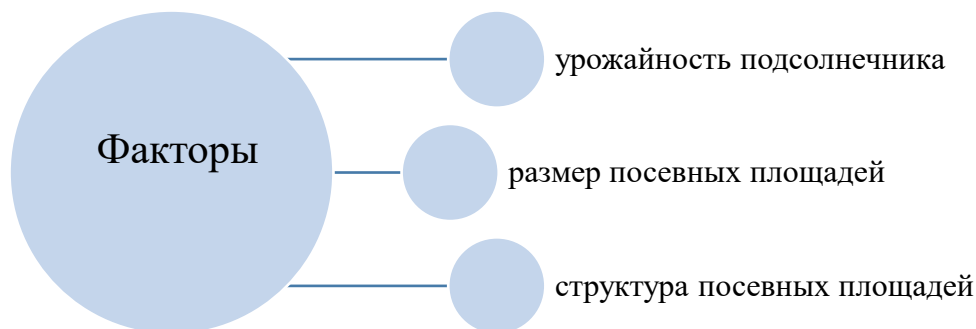 Факторы
урожайность подсолнечника
размер посевных площадей
структура посевных площадей